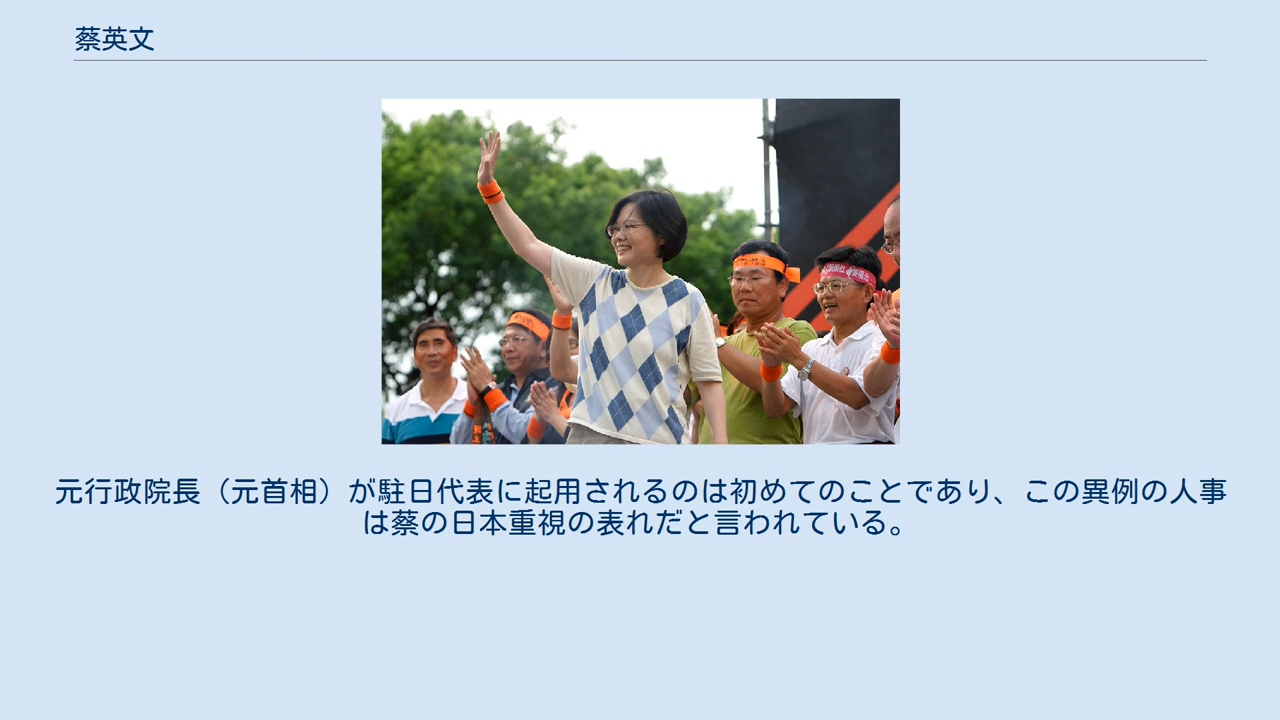 蔡英文
元行政院長（元首相）が駐日代表に起用されるのは初めてのことであり、この異例の人事
は蔡の日本重視の表れだと言われている。